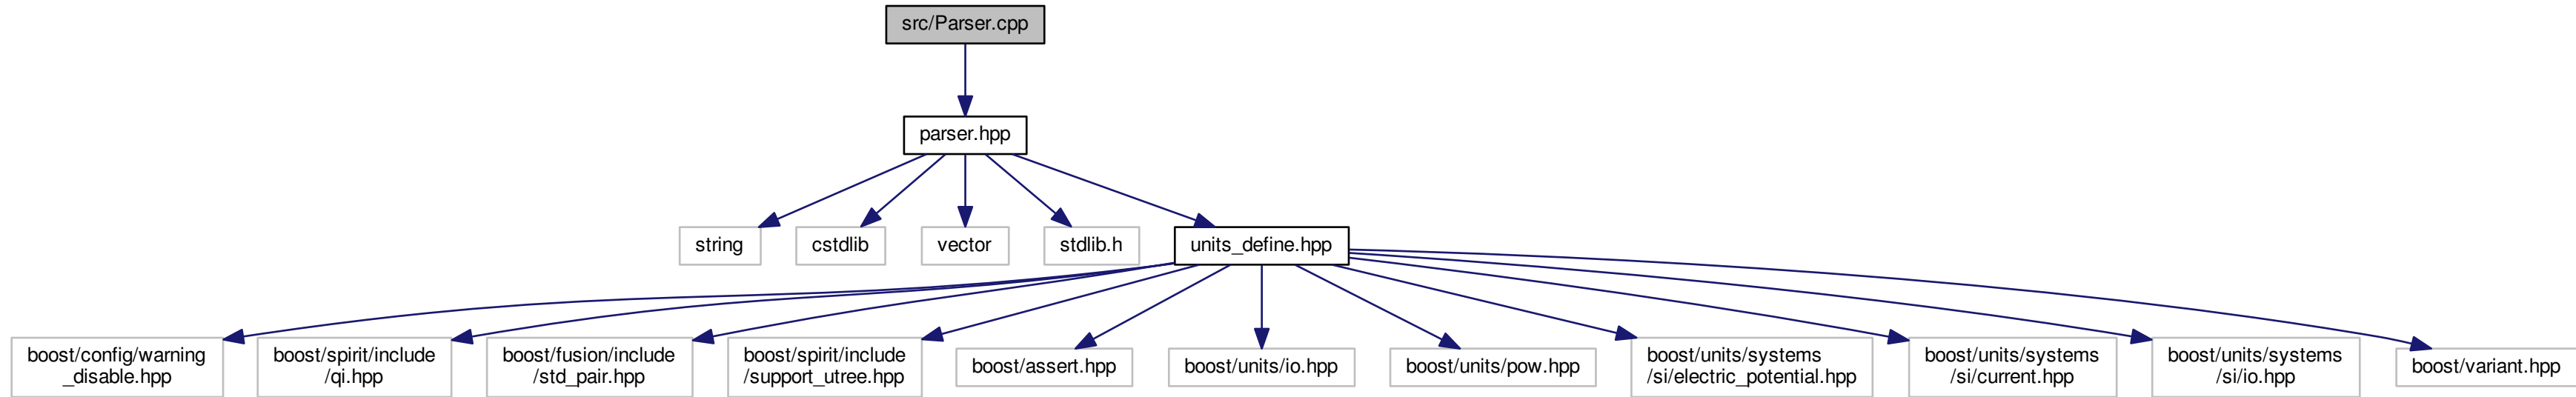 src/Parser.cpp
parser.hpp
string
cstdlib
vector
stdlib.h
units_define.hpp
boost/config/warning
_disable.hpp
boost/spirit/include
/qi.hpp
boost/fusion/include
/std_pair.hpp
boost/spirit/include
/support_utree.hpp
boost/assert.hpp
boost/units/io.hpp
boost/units/pow.hpp
boost/units/systems
/si/electric_potential.hpp
boost/units/systems
/si/current.hpp
boost/units/systems
/si/io.hpp
boost/variant.hpp